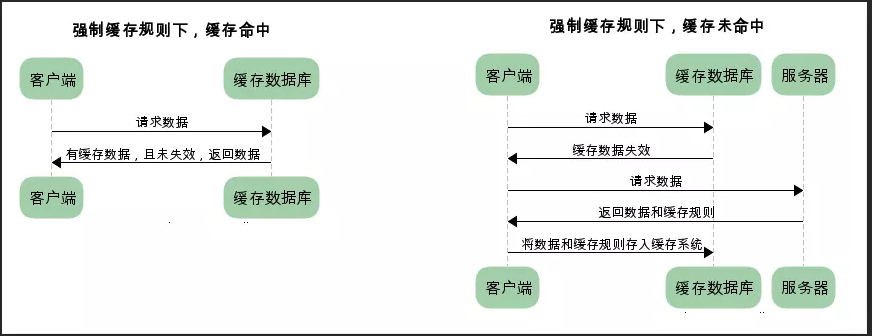 强制缓存规则下，缓存命中
客户端
缓存数据库
请求数据
有缓存数据，且未失效，返回数据
客户端
缓存数据库
强制缓存规则下，缓存未命中
客户端
缓存数据库
服务器
请求数据
缓存数据失效
请求数据
返回数据和缓存规则
将数据和缓存规则存入缓存系统
客户端
缓存数据库
服务器